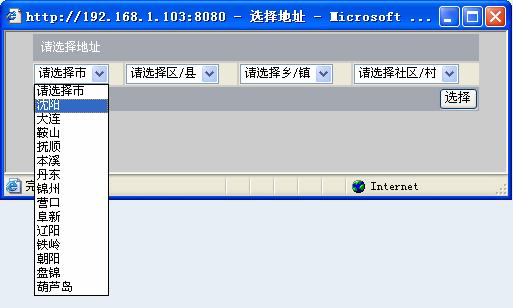 http://192.168.1.103:8080 - 选择地址 - Microsoft ...
请选择地址
请选择市 请选择区/县 请选择乡/镇 请选择社区/村
请选择市
沈阳
大连
鞍山
抚顺
本溪
丹东
锦州
营口
阜新
辽阳
铁岭
朝阳
盘锦
葫芦岛
选择
Internet